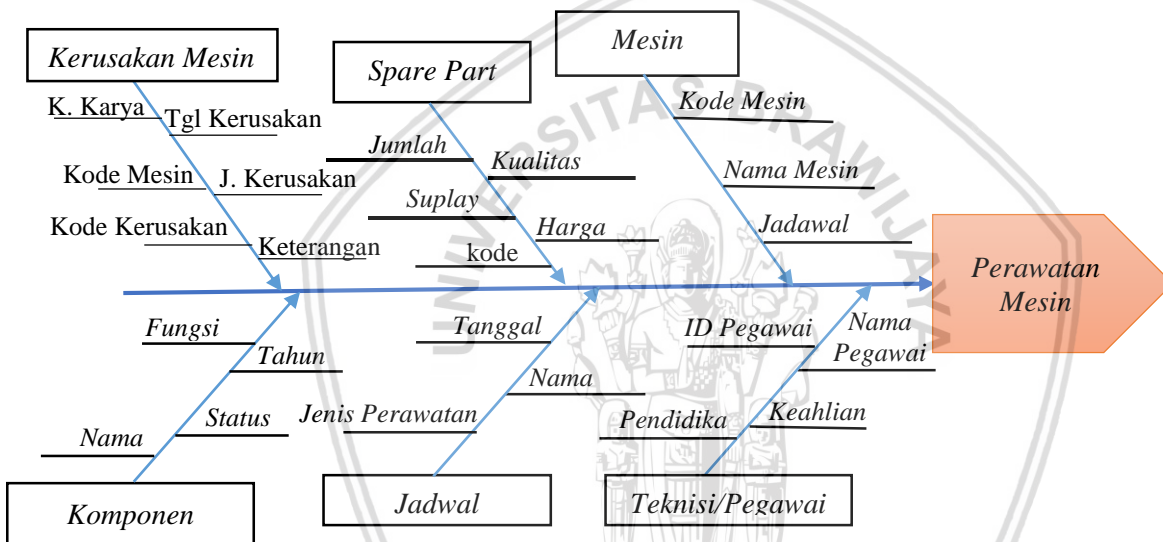 Kerusakan Mesin
K. Karya
Tgl Kerusakan
Kode Mesin
J. Kerusakan
Kode Kerusakan
Keterangan
Spare Part
Jumlah
Kualitas
Suplay
Harga
kode
Mesin
Kode Mesin
Nama Mesin
Jadawal
Perawatan
Mesin
Fungsi
Tahun
Status
Nama
Komponen
Tanggal
Nama
Jenis Perawatan
Jadwal
ID Pegawai
Nama
Pegawai
Pendidika
Keahlian
Teknisi/Pegawai
UNIVERSITAS BRAWIJAYA